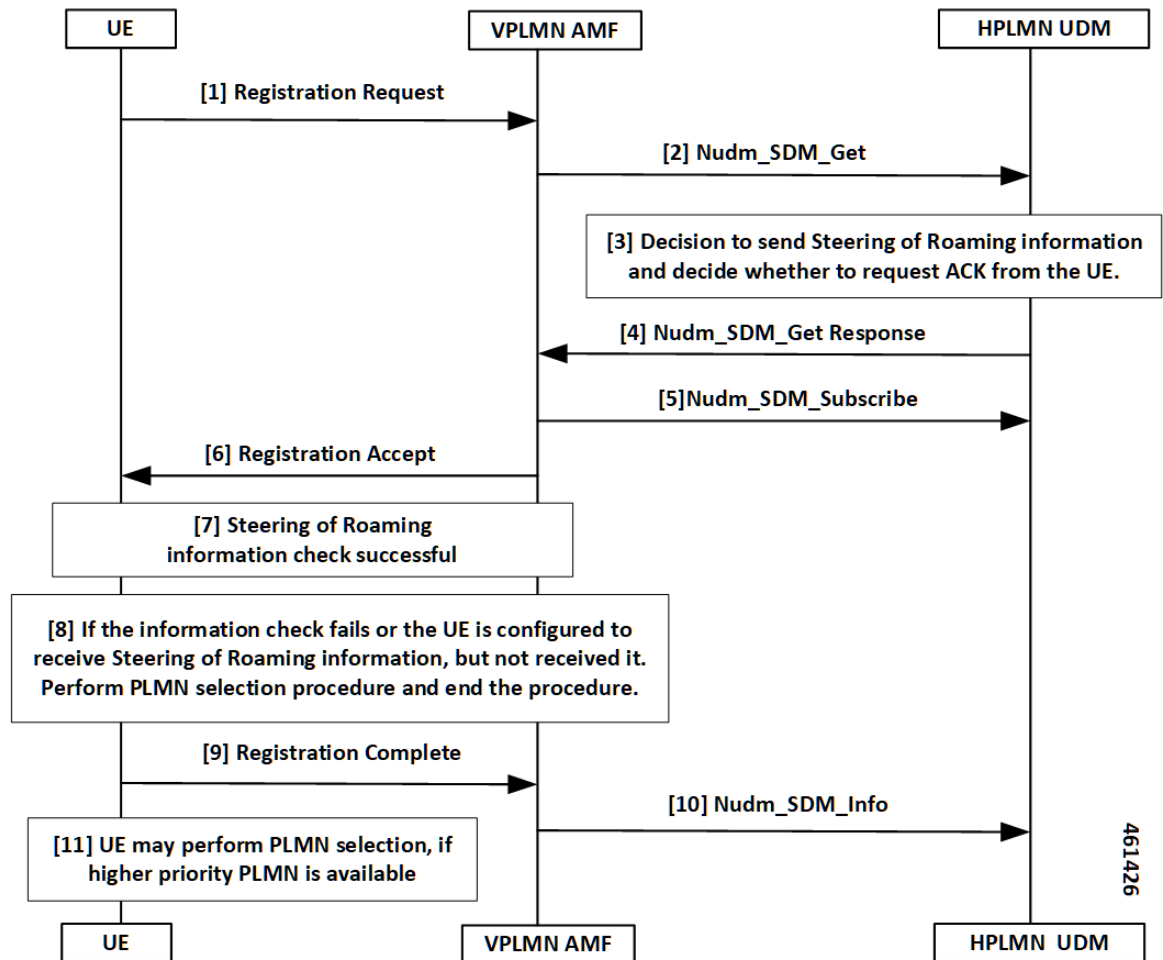 UE
VPLMN AMF
HPLMN UDM
[1] Registration Request
[2] Nudm_SDM_Get
[3] Decision to send Steering of Roaming information
and decide whether to request ACK from the UE.
[4] Nudm_SDM_Get Response
[5]Nudm_SDM_Subscribe
[6] Registration Accept
[7] Steering of Roaming
information check successful
[8] If the information check fails or the UE is configured to
receive Steering of Roaming information, but not received it.
Perform PLMN selection procedure and end the procedure.
[9] Registration Complete
[10] Nudm_SDM_Info
[11] UE may perform PLMN selection, if
higher priority PLMN is available
461426
UE
VPLMN AMF
HPLMN UDM